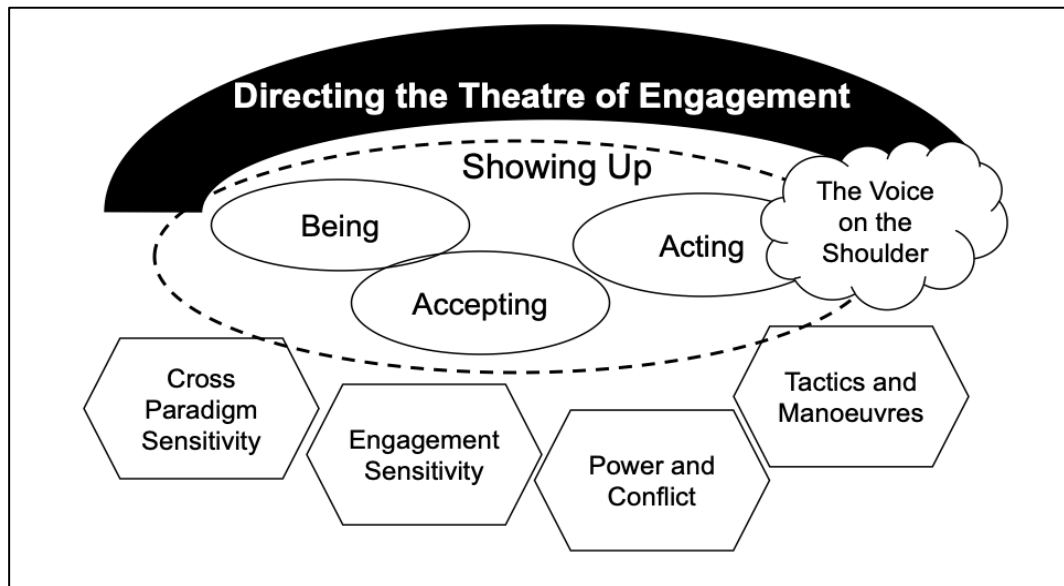 Directing the Theatre of Engagement
Showing Up
Being
Accepting
Acting
The Voice
on the
Shoulder
Cross
Paradigm
Sensitivity
Engagement
Sensitivity
Power and
Conflict
Tactics and
Manoeuvres